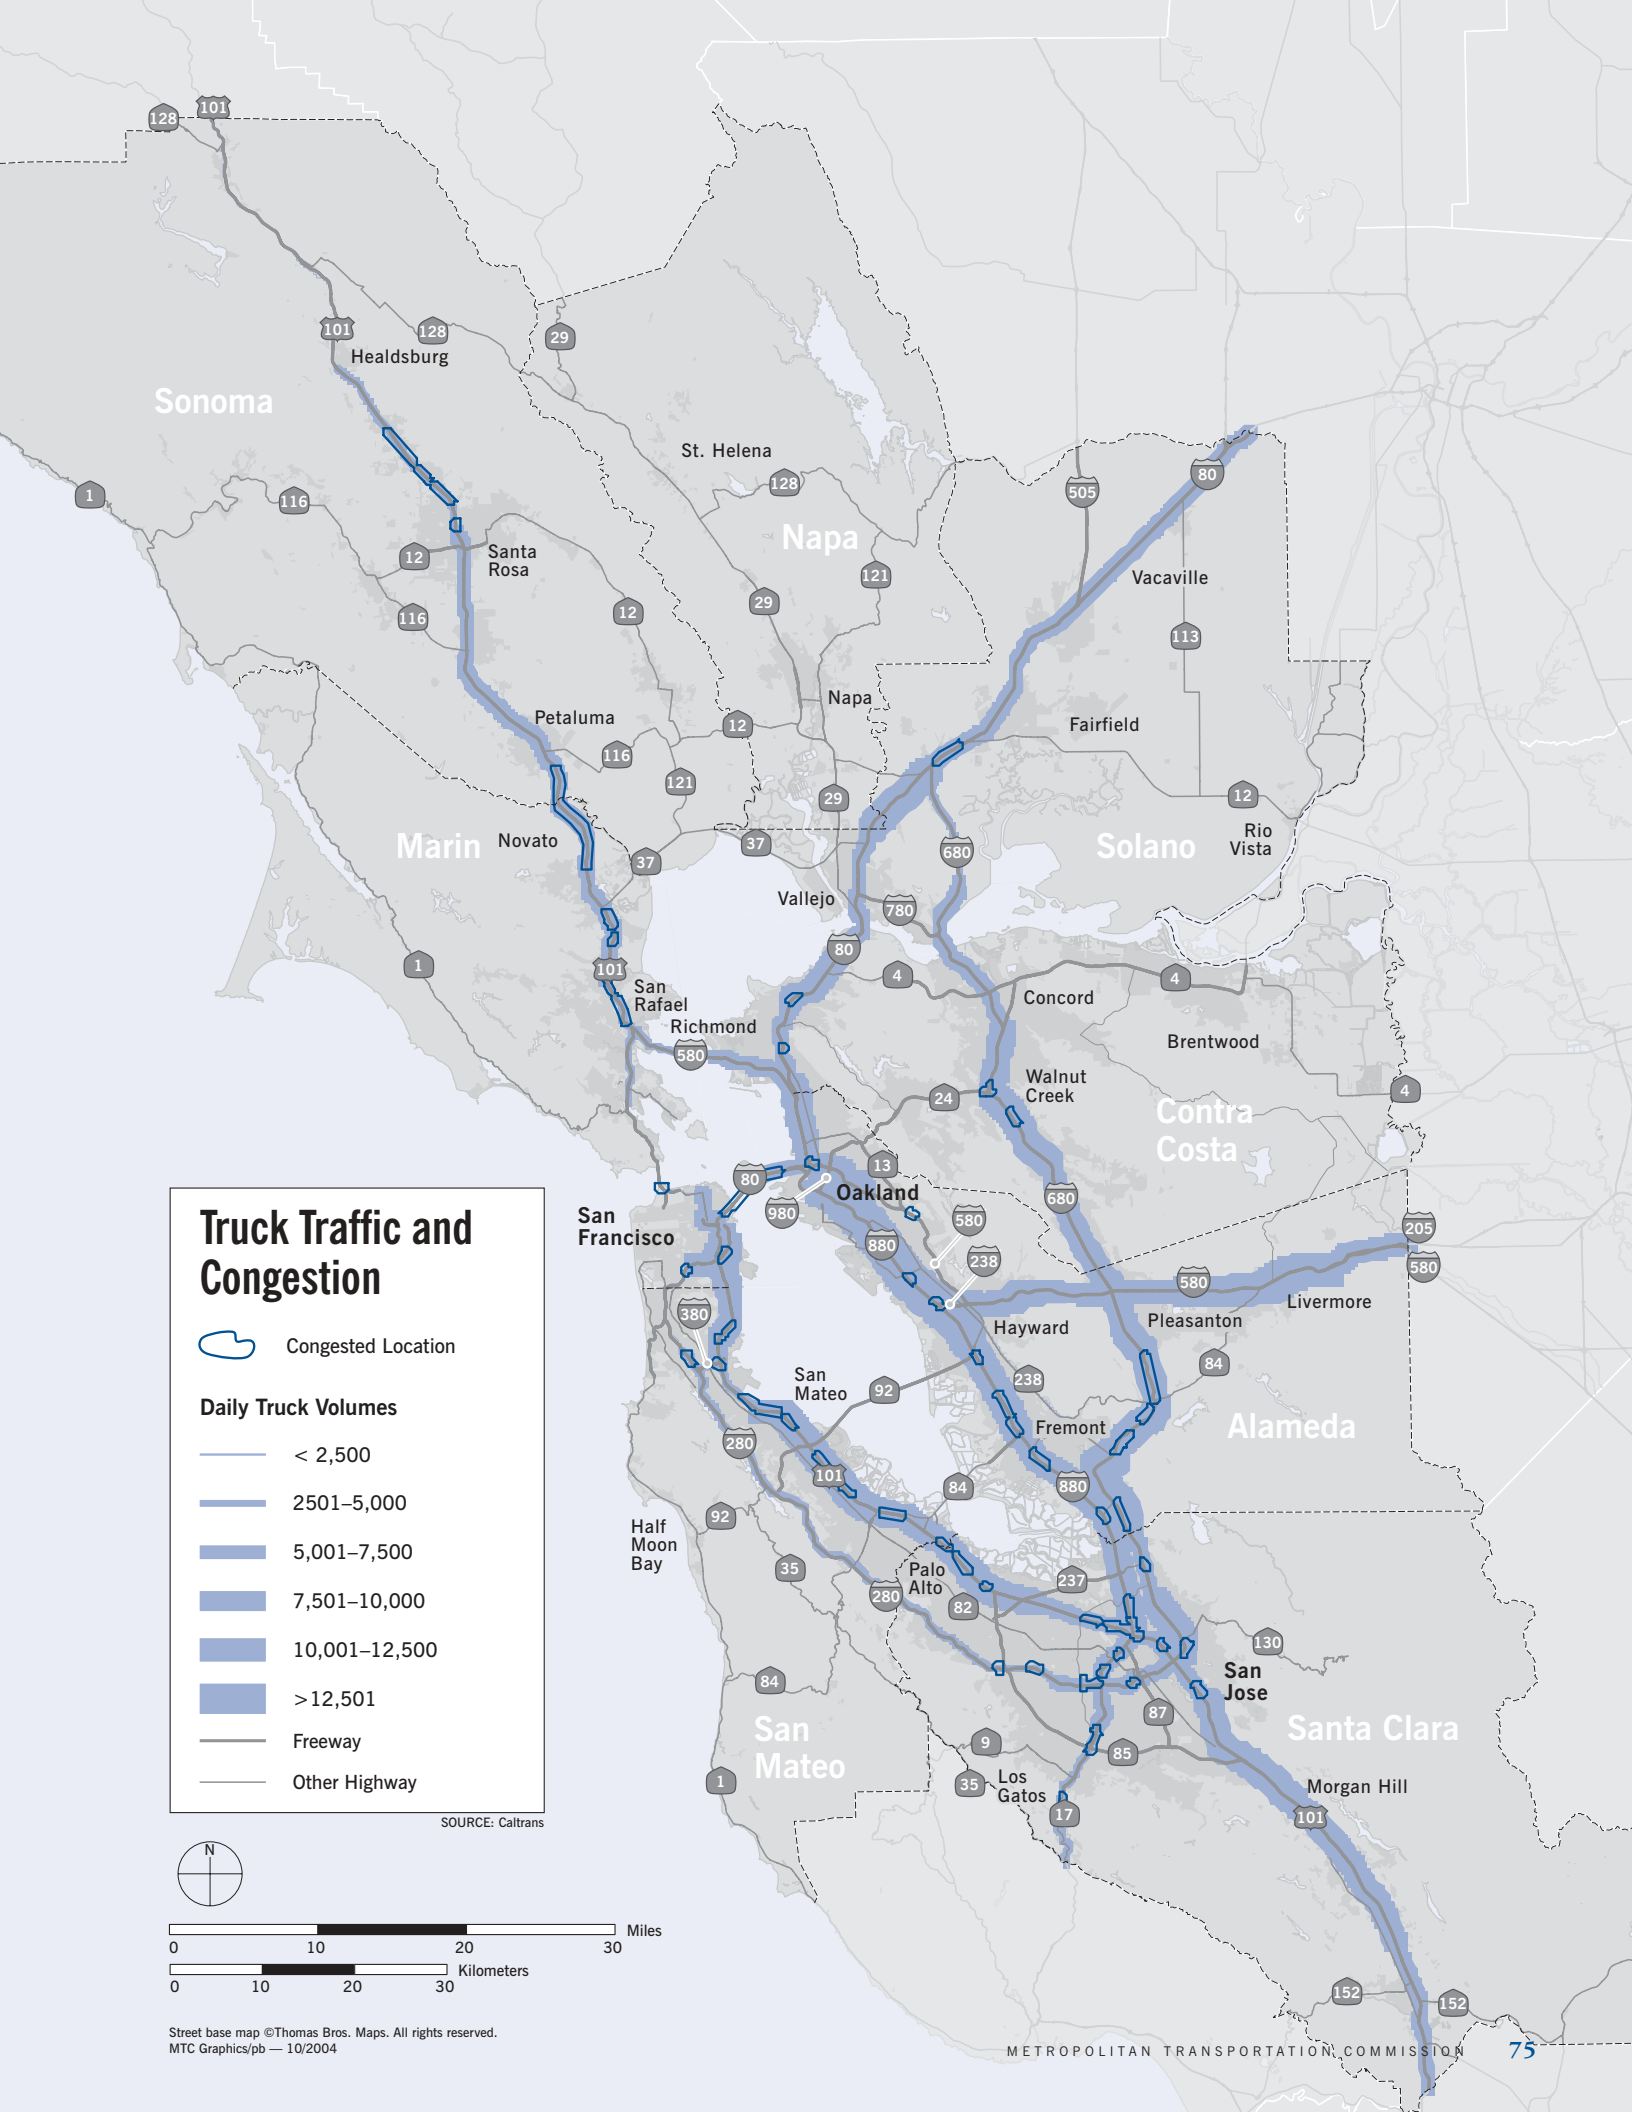 128
101
101
128
Healdsburg
29
Sonoma
St. Helena
128
80
505
1
116
Napa
12
Santa
Rosa
121
Vacaville
29
12
116
113
Napa
Petaluma
12
Fairfield
116
121
29
12
Marin
Novato
37
37
Rio
Vista
Solano
680
Vallejo
780
80
1
101
4
4
San
Rafael
Concord
Richmond
580
Brentwood
Walnut
Creek
24
4
Contra
Costa
13
80
Oakland
980
680
San
Francisco
580
205
880
238
580
580
Livermore
380
Hayward
Pleasanton
84
San
Mateo
92
238
Fremont
Alameda
280
101
84
880
92
Half
Moon
Bay
35
Palo
Alto
237
280
82
130
San
Jose
84
87
San
Mateo
9
85
Santa Clara
1
35
Los
Gatos
Morgan Hill
17
101
152
152
Truck Traffic and
Congestion
Congested Location
Daily Truck Volumes
< 2,500
2501–5,000
5,001–7,500
7,501–10,000
10,001–12,500
>12,501
Freeway
Other Highway
SOURCE: Caltrans
N
Miles
0 10 20 30
Kilometers
0 10 20 30
Street base map ©Thomas Bros. Maps. All rights reserved.
MTC Graphics/pb — 10/2004
METROPOLITAN TRANSPORTATION COMMISSION 75